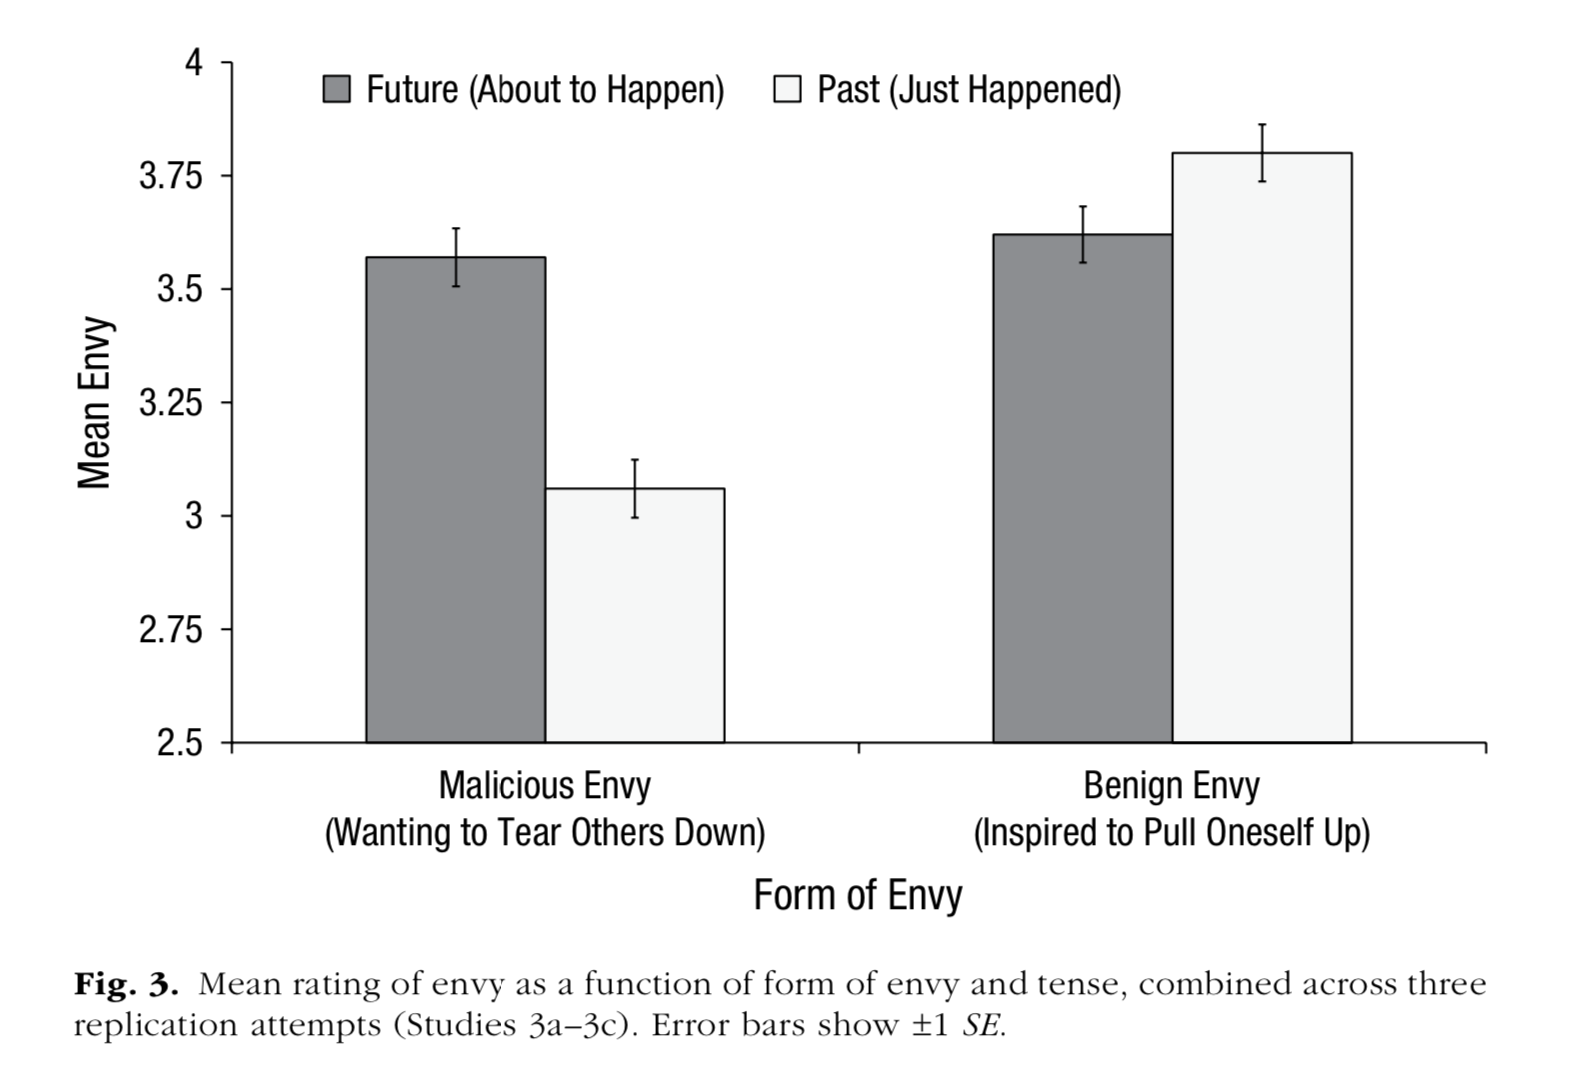 4
Future (About to Happen) Past (Just Happened)
3.75
3.5
3.25
3
2.75
2.5
Mean Envy
Malicious Envy
(Wanting to Tear Others Down)
Benign Envy
(Inspired to Pull Oneself Up)
Form of Envy
Fig. 3. Mean rating of envy as a function of form of envy and tense, combined across three
replication attempts (Studies 3a–3c). Error bars show ±1 SE.